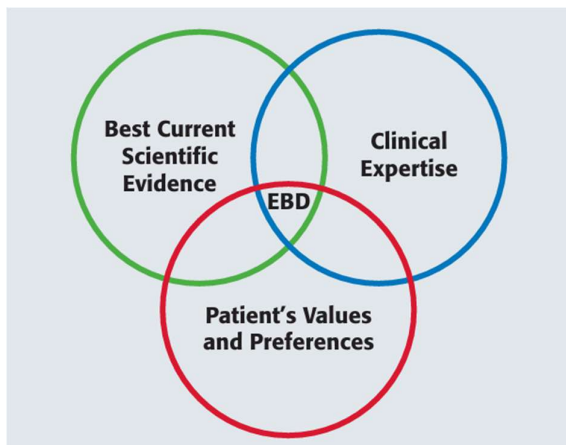 Best Current
Scientific
Evidence
Clinical
Expertise
EBD
Patient's Values
and Preferences